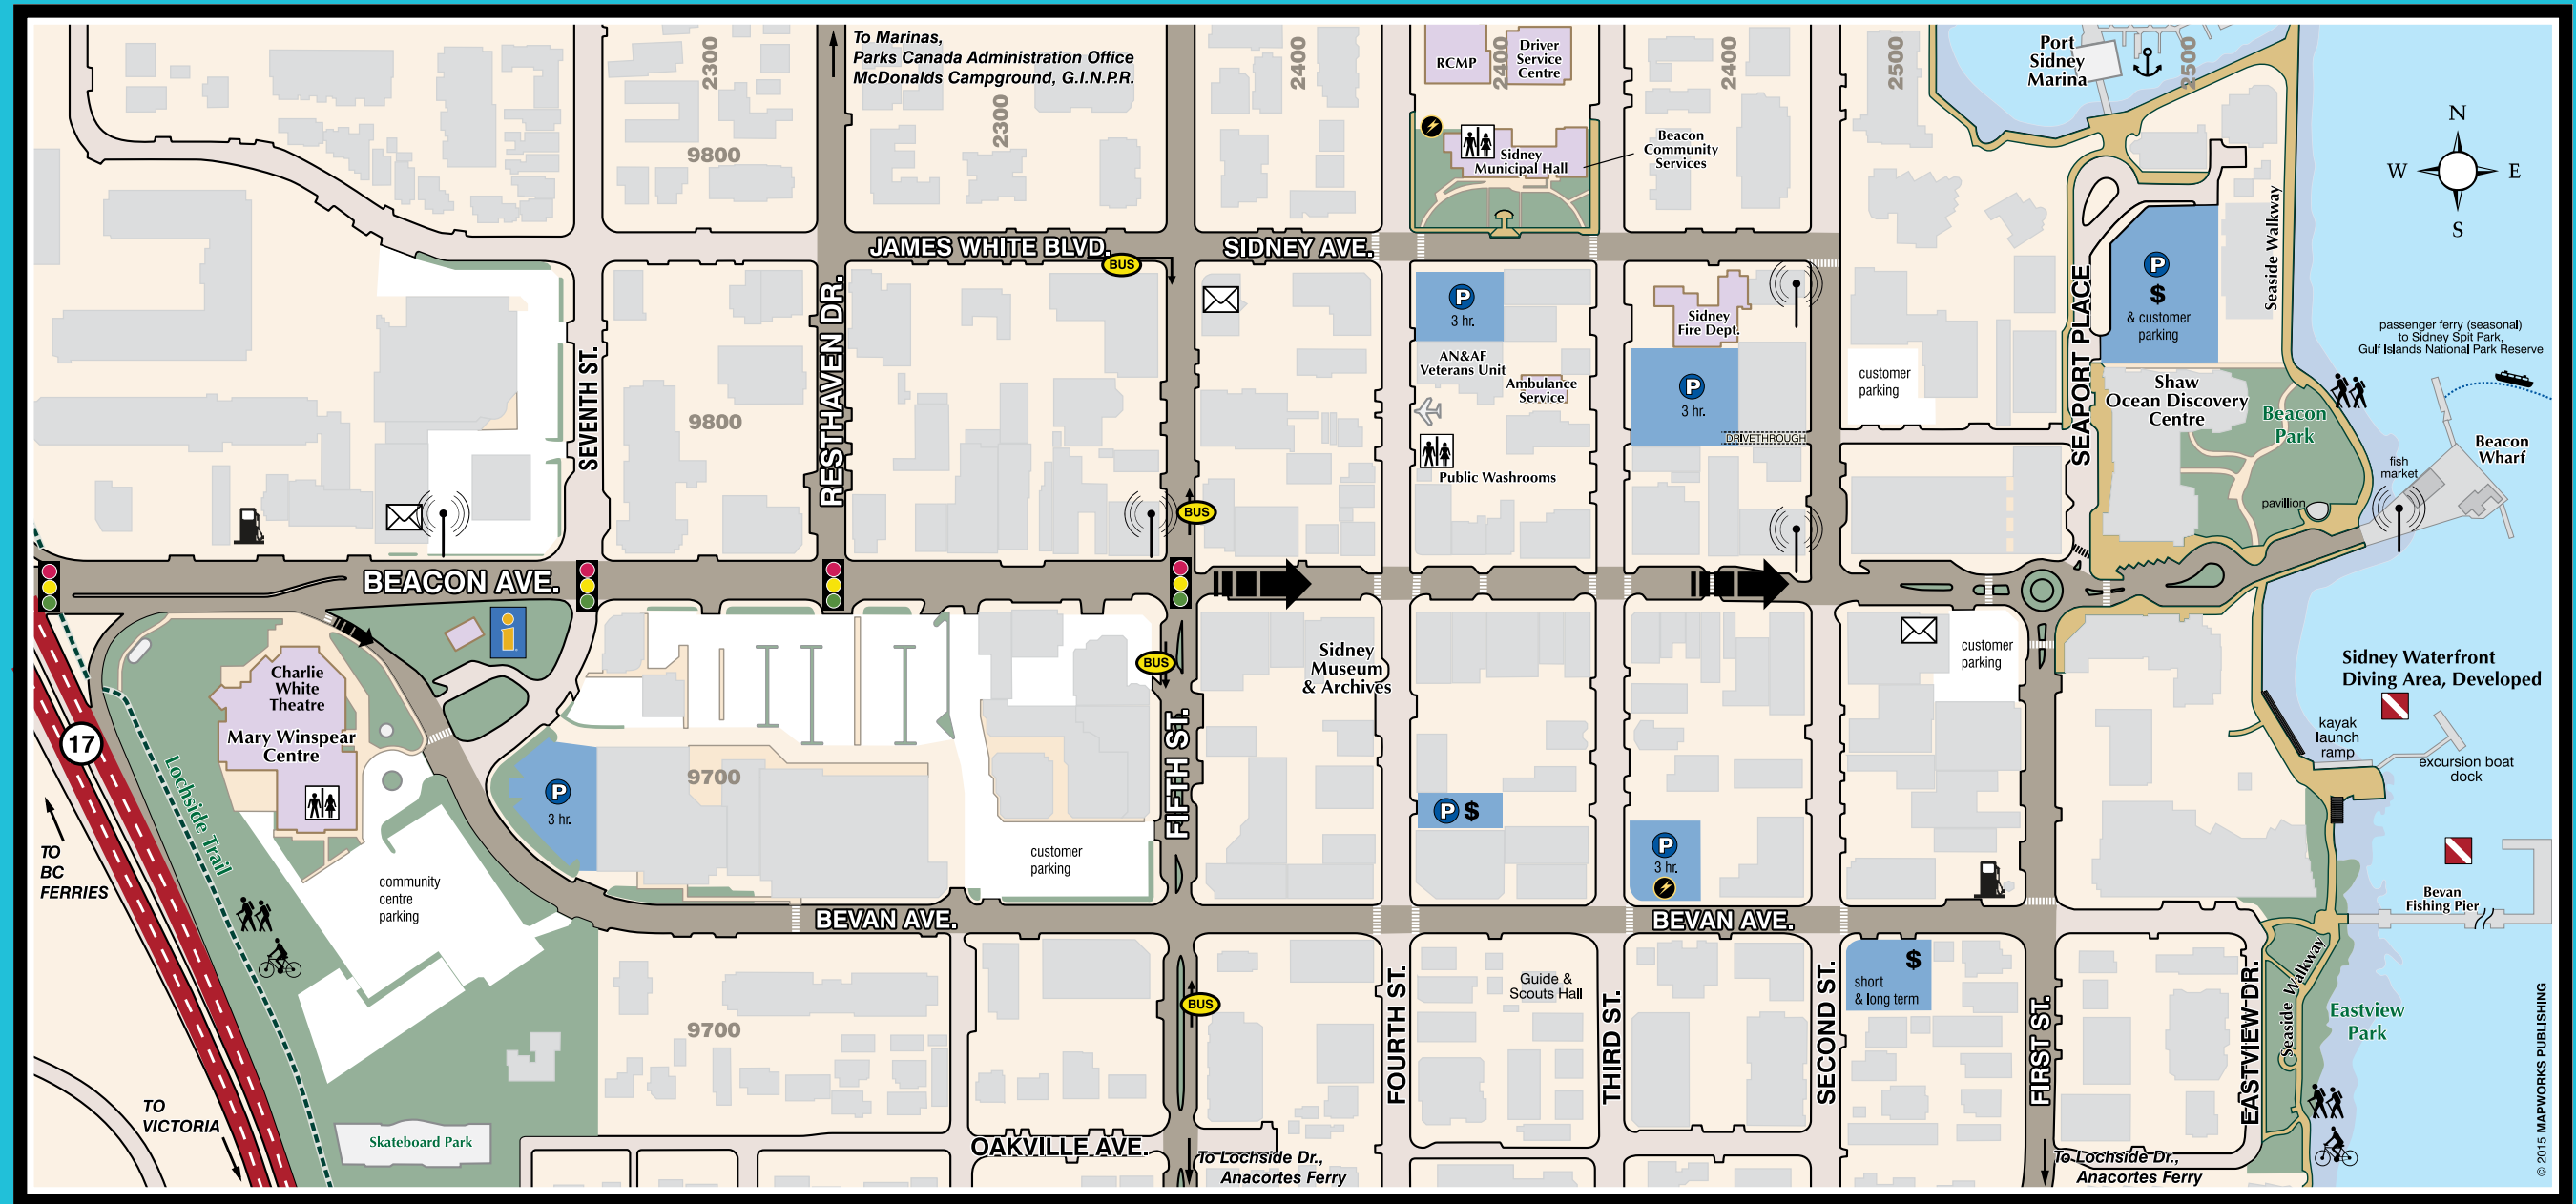 To Marinas,
Parks Canada Administration Office
McDonalds Campground, G.I.N.P.R.
2300
2300
9800
2400
RCMP
2400
Driver
Service
Centre
2400
2500
Port
Sidney
Marina
2500
Sidney
Municipal Hall
Beacon
Community
Services
N
W
E
S
JAMES WHITE BLVD.
BUS
SIDNEY AVE.
SEVENTH ST.
RESTHAVEN DR.
9800
P
3 hr.
AN&AF
Veterans Unit
Ambulance
Service
Public Washrooms
Sidney
Fire Dept.
P
3 hr.
DRIVETHROUGH
customer
parking
SEAPORT PLACE
P
$
& customer
parking
Seaside Walkway
passenger ferry (seasonal)
to Sidney Spit Park,
Gulf Islands National Park Reserve
Shaw
Ocean Discovery
Centre
Beacon
Park
pavillion
fish
market
Beacon
Wharf
BUS
BEACON AVE.
i
Charlie
White
Theatre
Mary Winspear
Centre
17
Lochside Trail
TO
BC
FERRIES
community
centre
parking
P
3 hr.
9700
customer
parking
BUS
FIFTH ST.
Sidney
Museum
& Archives
P $
P
3 hr.
customer
parking
Sidney Waterfront
Diving Area, Developed
kayak
launch
ramp
excursion boat
dock
Bevan
Fishing Pier
BEVAN AVE.
BEVAN AVE.
9700
BUS
FOURTH ST.
Guide &
Scouts Hall
THIRD ST.
SECOND ST.
$
short
& long term
FIRST ST.
EASTVIEW DR.
Seaside Walkway
Eastview
Park
TO
VICTORIA
Skateboard Park
OAKVILLE AVE.
To Lochside Dr.,
Anacortes Ferry
To Lochside Dr.,
Anacortes Ferry
© 2015 MAPWORKS PUBLISHING